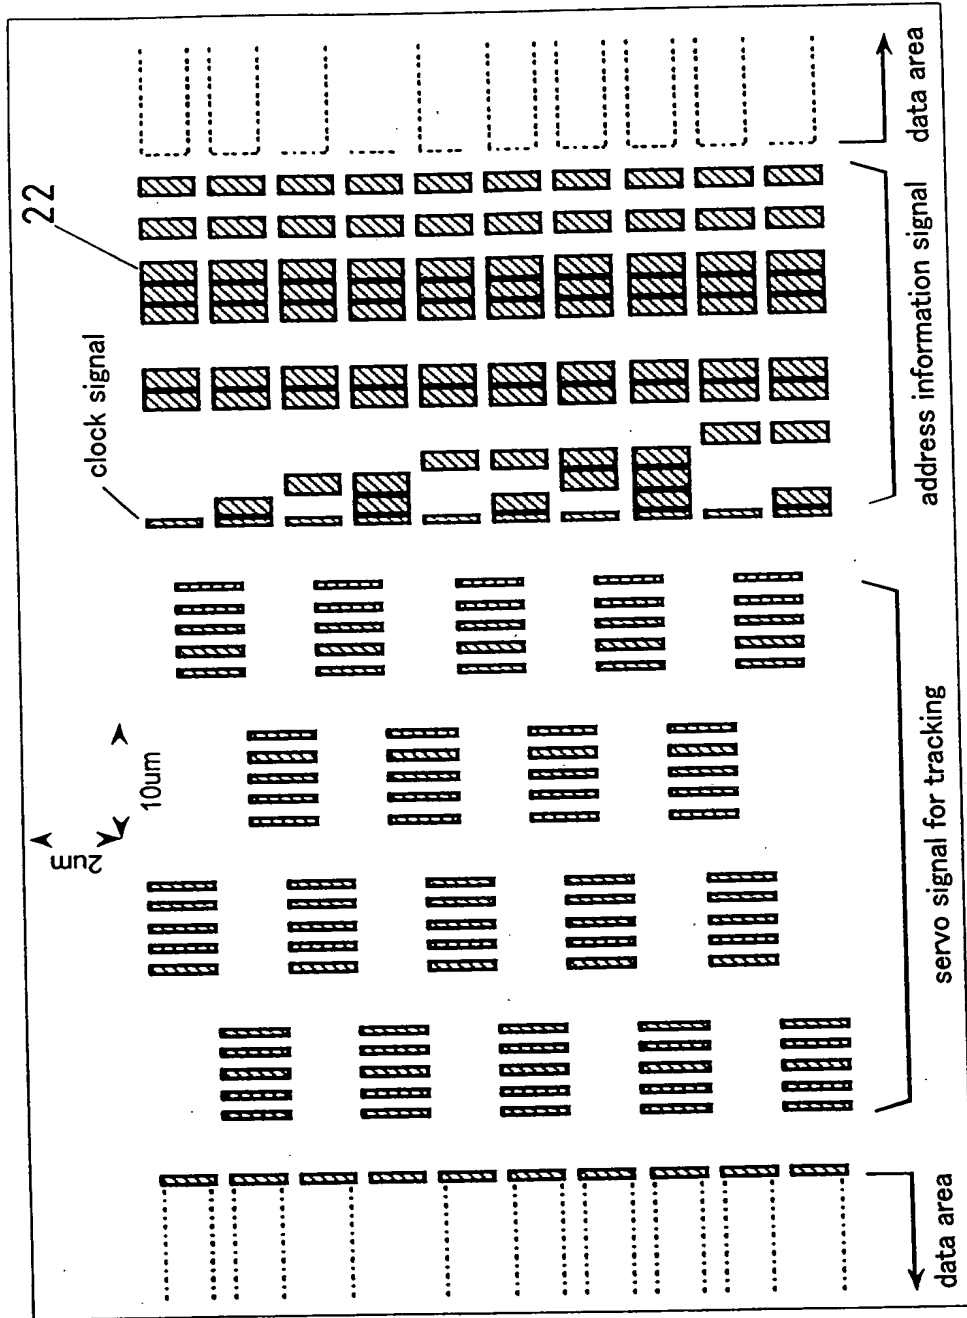 22
clock signal
10um
2um
data area
servo signal for tracking
address information signal
data area